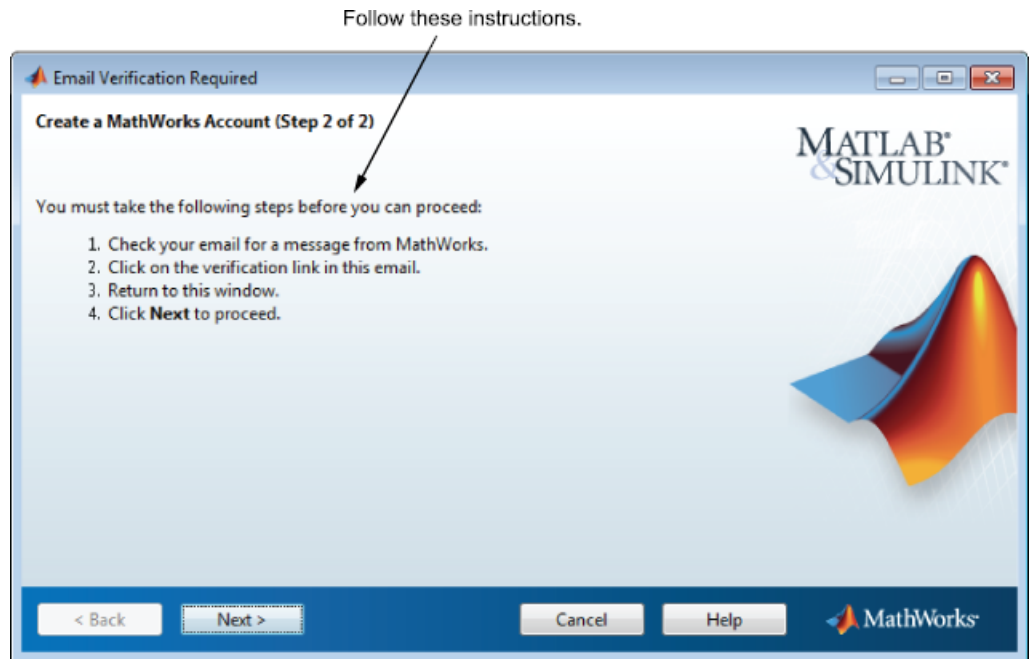 Follow these instructions.
Email Verification Required
Create a MathWorks Account (Step 2 of 2)
MATLAB®
&SIMULINK®
You must take the following steps before you can proceed:
1. Check your email for a message from MathWorks.
2. Click on the verification link in this email.
3. Return to this window.
4. Click Next to proceed.
< Back Next > Cancel Help MathWorks®